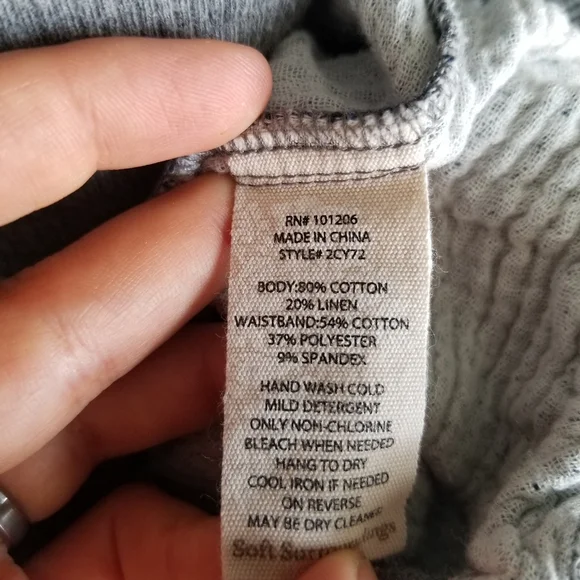 RN# 101206
MADE IN CHINA
STYLE# 2CY72
BODY:80% COTTON
20% LINEN
WAISTBAND:54% COTTON
37% POLYESTER
9% SPANDEX
HAND WASH COLD
MILD DETERGENT
ONLY NON-CHLORINE
BLEACH WHEN NEEDED
HANG TO DRY
COOL IRON IF NEEDED
ON REVERSE
MAY BE DRY CLEANED
Soft Surroundings